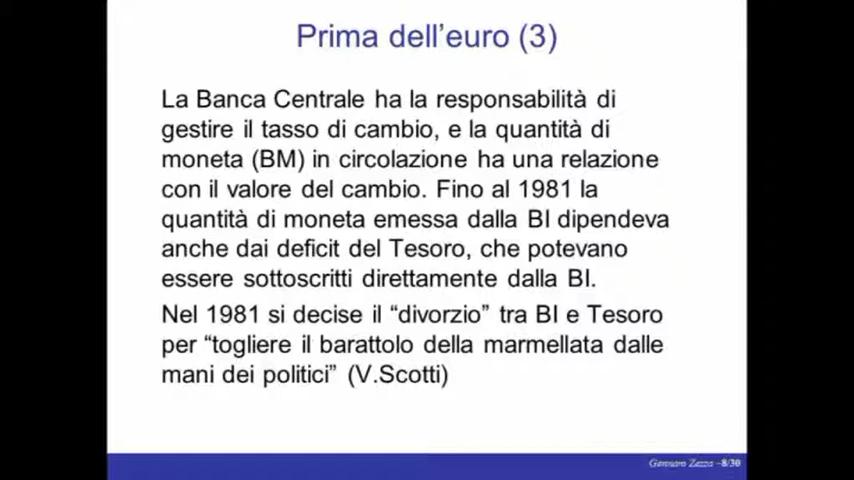 Prima dell'euro (3)
La Banca Centrale ha la responsabilità di
gestire il tasso di cambio, e la quantità di
moneta (BM) in circolazione ha una relazione
con il valore del cambio. Fino al 1981 la
quantità di moneta emessa dalla BI dipendeva
anche dai deficit del Tesoro, che potevano
essere sottoscritti direttamente dalla BI.
Nel 1981 si decise il “divorzio” tra BI e Tesoro
per “togliere il barattolo della marmellata dalle
mani dei politici” (V.Scotti)
Gennaro Zezza –8/30